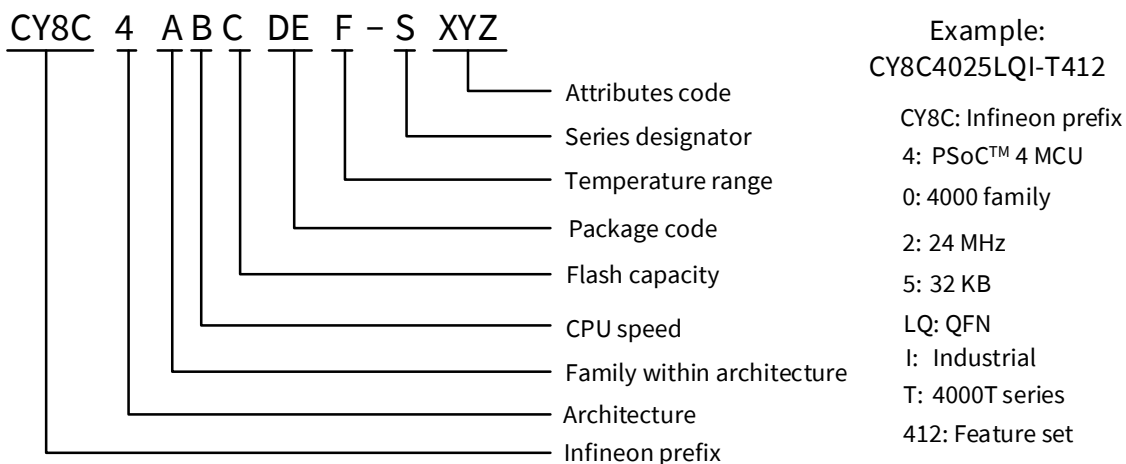 CY8C 4 A B C DE F – S XYZ
Attributes code
Series designator
Temperature range
Package code
Flash capacity
CPU speed
Family within architecture
Architecture
Infineon prefix
Example:
CY8C4025LQI-T412
CY8C: Infineon prefix
4: PSoC™ 4 MCU
0: 4000 family
2: 24 MHz
5: 32 KB
LQ: QFN
I: Industrial
T: 4000T series
412: Feature set